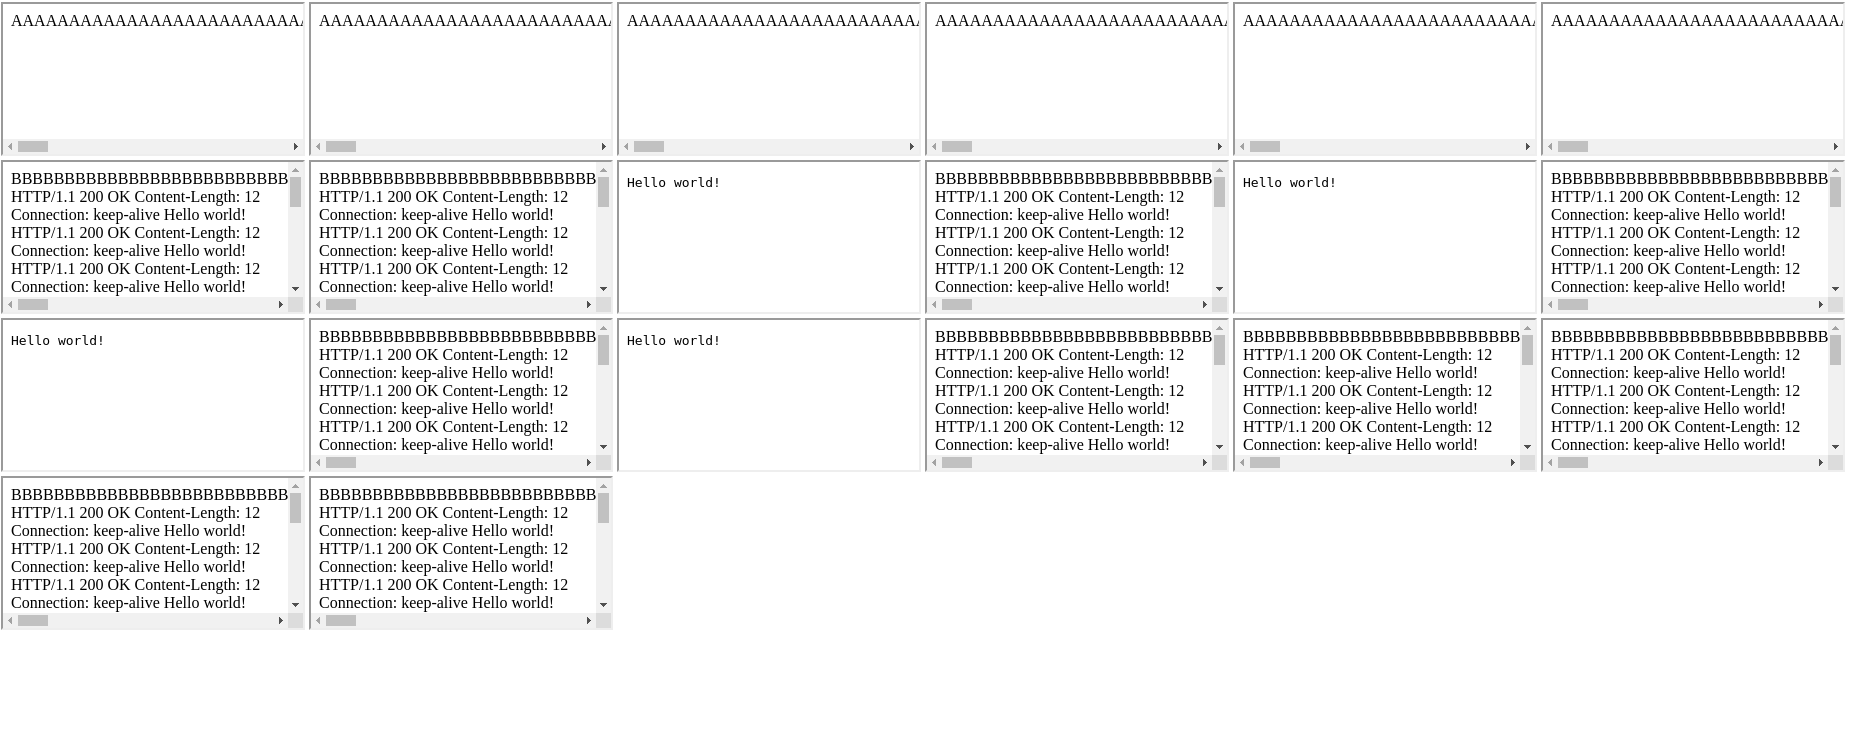 AAAAAAAAAAAAAAAAAAAAAAAAA
AAAAAAAAAAAAAAAAAAAAAAAAA
AAAAAAAAAAAAAAAAAAAAAAAAA
AAAAAAAAAAAAAAAAAAAAAAAAA
AAAAAAAAAAAAAAAAAAAAAAAAA
AAAAAAAAAAAAAAAAAAAAAAAAA
BBBBBBBBBBBBBBBBBBBBBBBBBB
HTTP/1.1 200 OK Content-Length: 12
Connection: keep-alive Hello world!
HTTP/1.1 200 OK Content-Length: 12
Connection: keep-alive Hello world!
HTTP/1.1 200 OK Content-Length: 12
Connection: keep-alive Hello world!
BBBBBBBBBBBBBBBBBBBBBBBBBB
HTTP/1.1 200 OK Content-Length: 12
Connection: keep-alive Hello world!
HTTP/1.1 200 OK Content-Length: 12
Connection: keep-alive Hello world!
HTTP/1.1 200 OK Content-Length: 12
Connection: keep-alive Hello world!
Hello world!
BBBBBBBBBBBBBBBBBBBBBBBBBB
HTTP/1.1 200 OK Content-Length: 12
Connection: keep-alive Hello world!
HTTP/1.1 200 OK Content-Length: 12
Connection: keep-alive Hello world!
HTTP/1.1 200 OK Content-Length: 12
Connection: keep-alive Hello world!
Hello world!
BBBBBBBBBBBBBBBBBBBBBBBBBB
HTTP/1.1 200 OK Content-Length: 12
Connection: keep-alive Hello world!
HTTP/1.1 200 OK Content-Length: 12
Connection: keep-alive Hello world!
HTTP/1.1 200 OK Content-Length: 12
Connection: keep-alive Hello world!
Hello world!
BBBBBBBBBBBBBBBBBBBBBBBBBB
HTTP/1.1 200 OK Content-Length: 12
Connection: keep-alive Hello world!
HTTP/1.1 200 OK Content-Length: 12
Connection: keep-alive Hello world!
HTTP/1.1 200 OK Content-Length: 12
Connection: keep-alive Hello world!
Hello world!
BBBBBBBBBBBBBBBBBBBBBBBBBB
HTTP/1.1 200 OK Content-Length: 12
Connection: keep-alive Hello world!
HTTP/1.1 200 OK Content-Length: 12
Connection: keep-alive Hello world!
HTTP/1.1 200 OK Content-Length: 12
Connection: keep-alive Hello world!
BBBBBBBBBBBBBBBBBBBBBBBBBB
HTTP/1.1 200 OK Content-Length: 12
Connection: keep-alive Hello world!
HTTP/1.1 200 OK Content-Length: 12
Connection: keep-alive Hello world!
HTTP/1.1 200 OK Content-Length: 12
Connection: keep-alive Hello world!
BBBBBBBBBBBBBBBBBBBBBBBBBB
HTTP/1.1 200 OK Content-Length: 12
Connection: keep-alive Hello world!
HTTP/1.1 200 OK Content-Length: 12
Connection: keep-alive Hello world!
HTTP/1.1 200 OK Content-Length: 12
Connection: keep-alive Hello world!
BBBBBBBBBBBBBBBBBBBBBBBBBB
HTTP/1.1 200 OK Content-Length: 12
Connection: keep-alive Hello world!
HTTP/1.1 200 OK Content-Length: 12
Connection: keep-alive Hello world!
HTTP/1.1 200 OK Content-Length: 12
Connection: keep-alive Hello world!
BBBBBBBBBBBBBBBBBBBBBBBBBB
HTTP/1.1 200 OK Content-Length: 12
Connection: keep-alive Hello world!
HTTP/1.1 200 OK Content-Length: 12
Connection: keep-alive Hello world!
HTTP/1.1 200 OK Content-Length: 12
Connection: keep-alive Hello world!